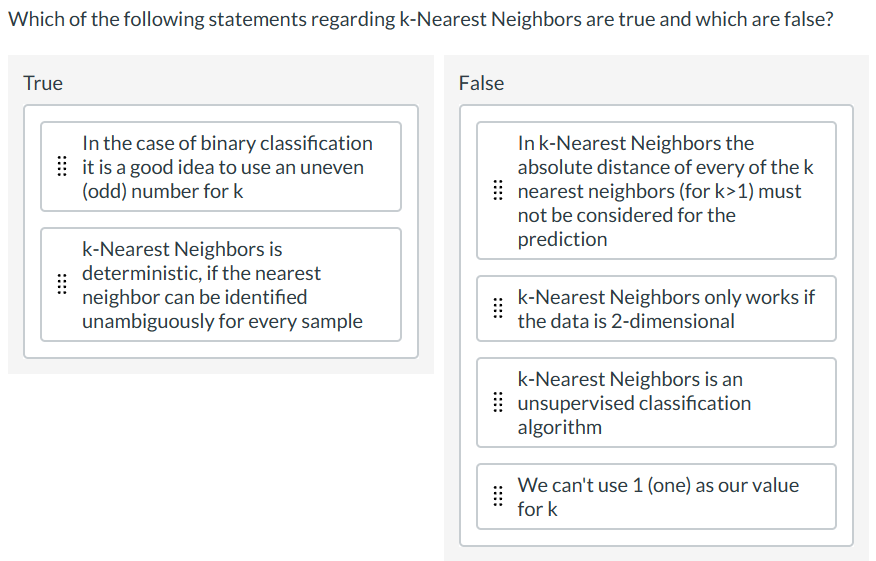 Which of the following statements regarding k-Nearest Neighbors are true and which are false?
True
In the case of binary classification
it is a good idea to use an uneven
(odd) number for k
k-Nearest Neighbors is
deterministic, if the nearest
neighbor can be identified
unambiguously for every sample
False
In k-Nearest Neighbors the
absolute distance of every of the k
nearest neighbors (for k>1) must
not be considered for the
prediction
k-Nearest Neighbors only works if
the data is 2-dimensional
k-Nearest Neighbors is an
unsupervised classification
algorithm
We can't use 1 (one) as our value
for k